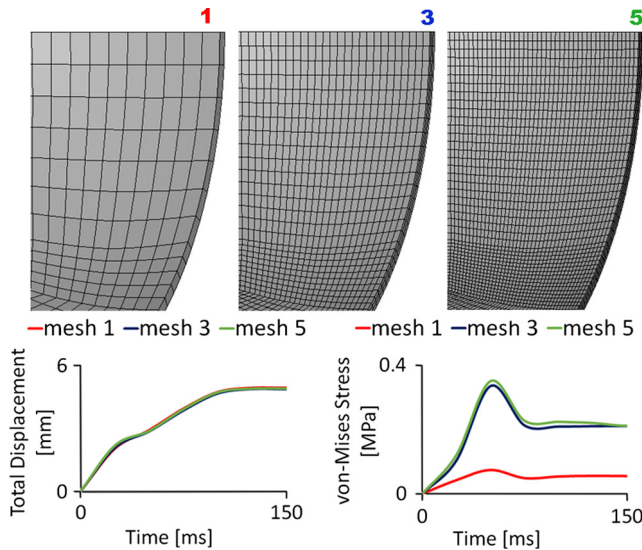 1
3
5
mesh 1 mesh 3 mesh 5
mesh 1 mesh 3 mesh 5
Total Displacement
[mm]
6
0
0
150
Time [ms]
von-Mises Stress
[MPa]
0.4
0
0
150
Time [ms]